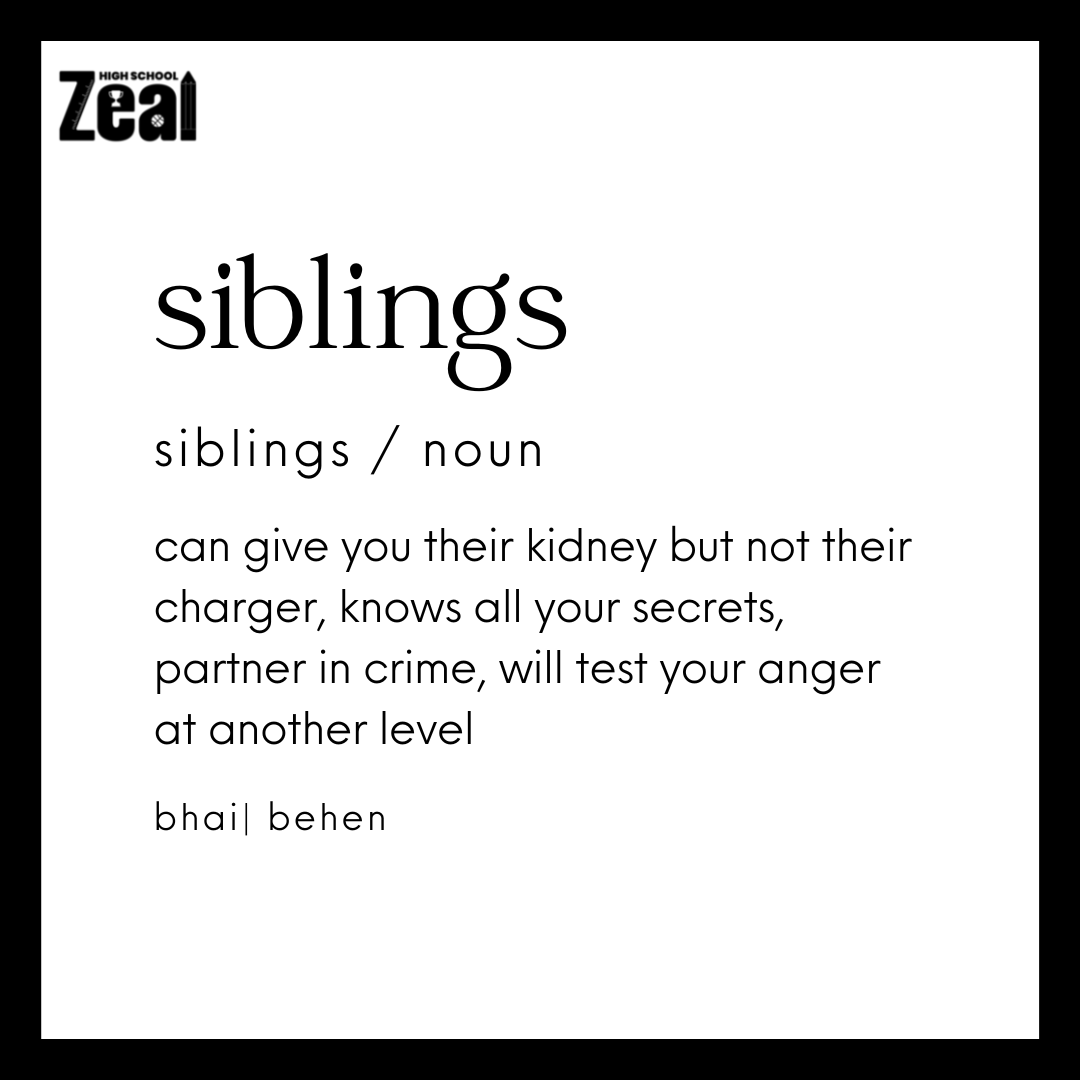 HIGH SCHOOL
Zeal
siblings
siblings / noun
can give you their kidney but not their
charger, knows all your secrets,
partner in crime, will test your anger
at another level
bhai| behen